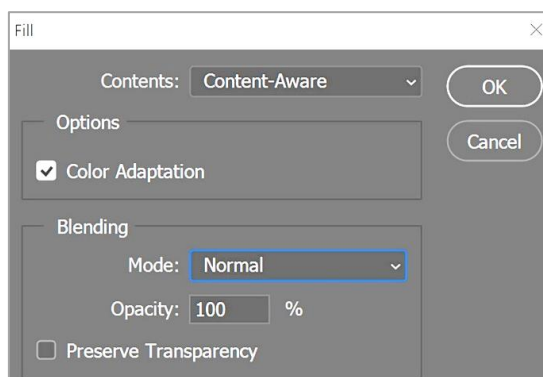 Fill
Contents: Content-Aware
OK
Options
Cancel
Color Adaptation
Blending
Mode: Normal
Opacity: 100 %
Preserve Transparency